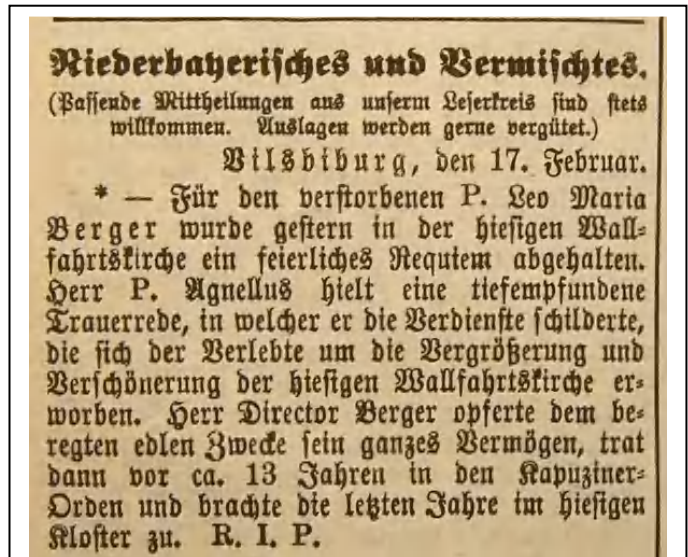 Niederbayerisches und Vermischtes.
(Passende Mittheilungen aus unserm Leserkreis sind stets
willkommen. Auslagen werden gerne vergütet.)
Vilsbiburg, den 17. Februar.
* — Für den verstorbenen P. Leo Maria
Berger wurde gestern in der hiesigen Wall-
fahrtskirche ein feierliches Requiem abgehalten.
Herr P. Agnellus hielt eine tiefempfundene
Trauerrede, in welcher er die Verdienste schilderte,
die sich der Verlebte um die Vergrößerung und
Verschönerung der hiesigen Wallfahrtskirche er-
worben. Herr Director Berger opferte dem be-
regten edlen Zwecke sein ganzes Vermögen, trat
dann vor ca. 13 Jahren in den Kapuziner-
Orden und brachte die letzten Jahre im hiesigen
Kloster zu. R. I. P.